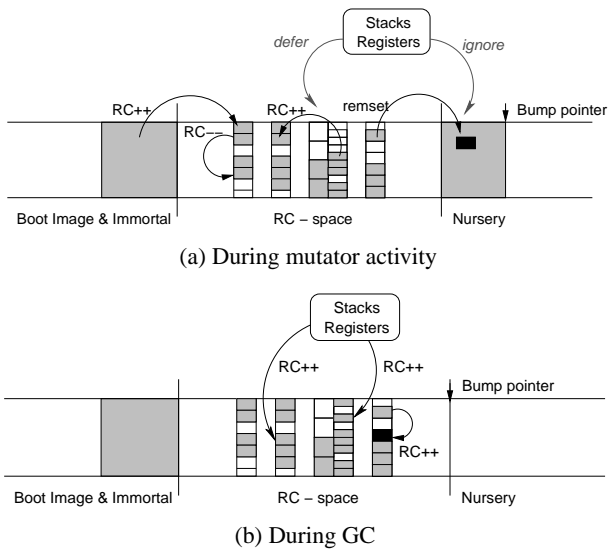 Stacks
Registers
defer
ignore
RC++
RC++
remset
Bump pointer
RC−−
Boot Image & Immortal
RC − space
Nursery
(a) During mutator activity
Stacks
Registers
RC++
RC++
Bump pointer
RC++
Boot Image & Immortal
RC − space
Nursery
(b) During GC